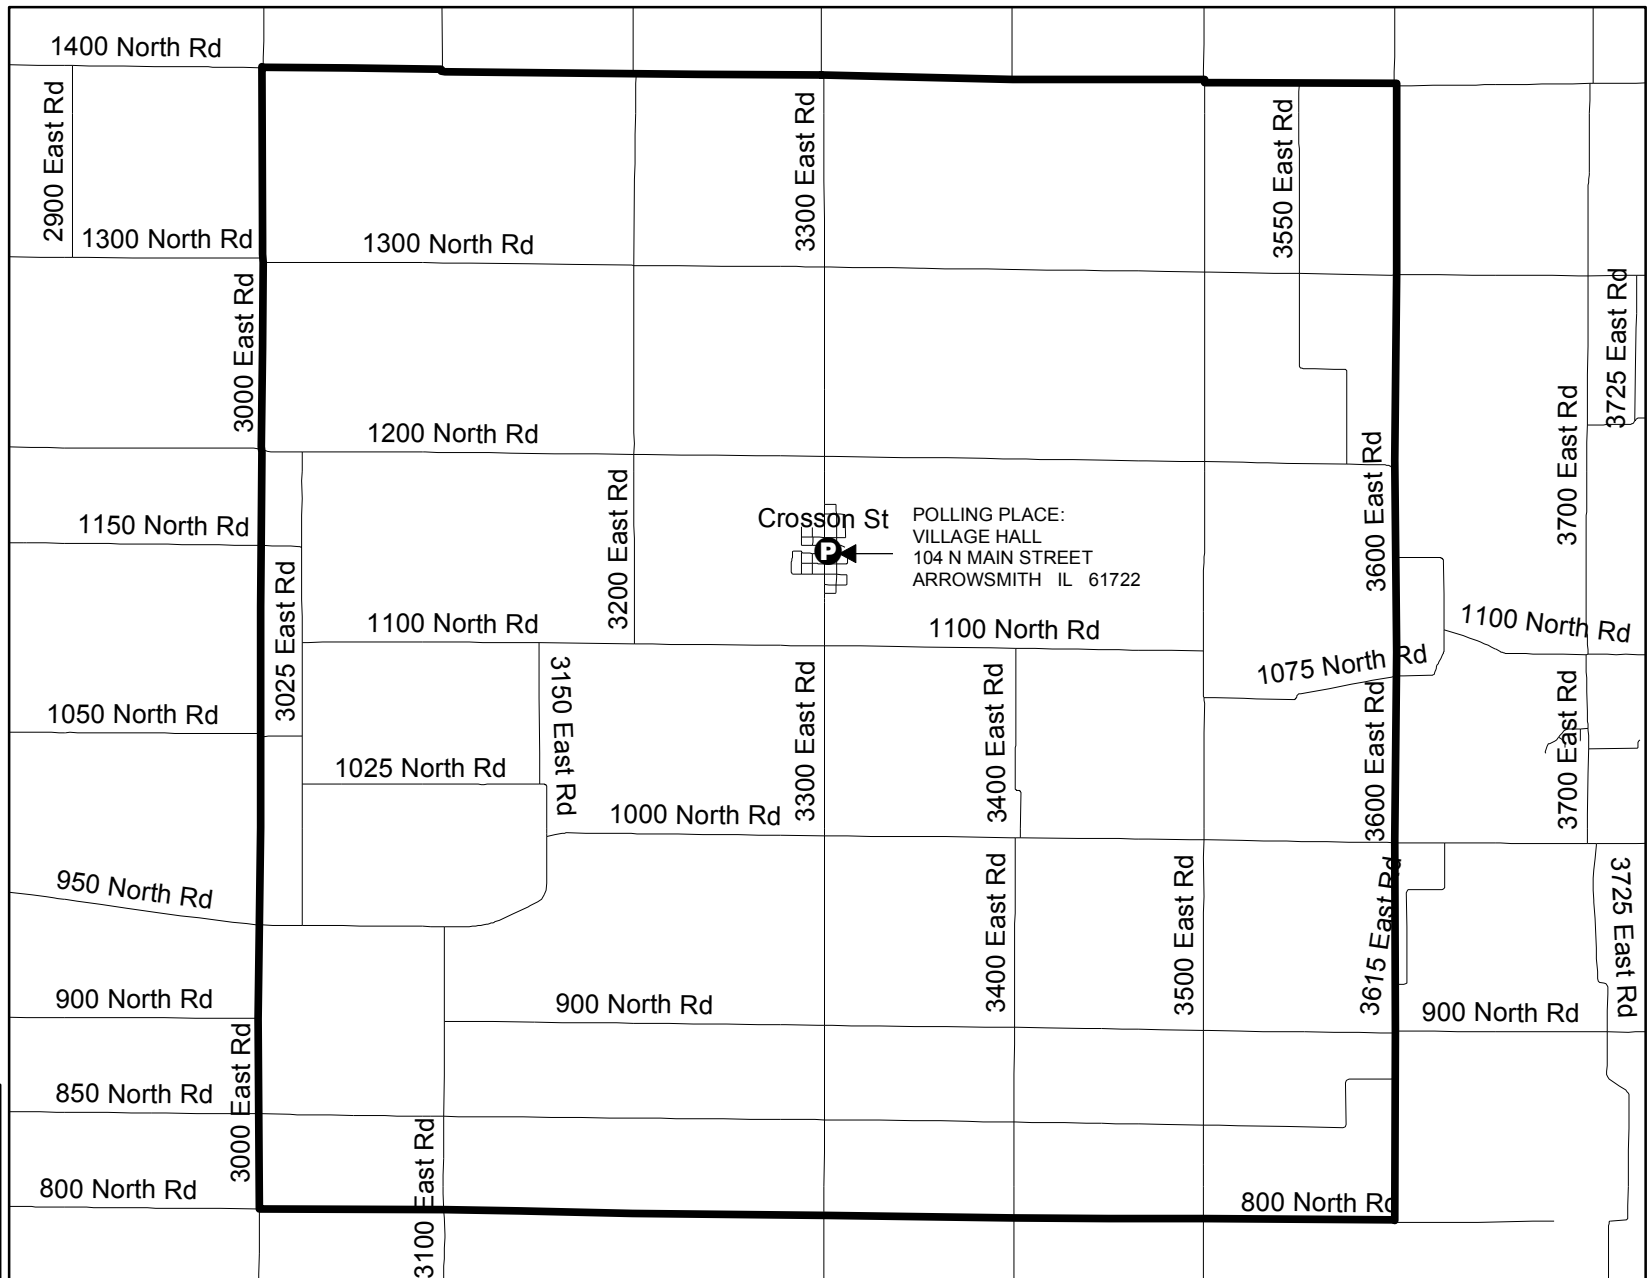 1400 North Rd
2900 East Rd
3300 East Rd
3550 East Rd
1300 North Rd
1300 North Rd
3000 East Rd
3725 East Rd
3700 East Rd
1200 North Rd
3600 East Rd
3200 East Rd
1150 North Rd
Crosson St
P
POLLING PLACE:
VILLAGE HALL
104 N MAIN STREET
ARROWSMITH IL 61722
3025 East Rd
1100 North Rd
1100 North Rd
1100 North Rd
1075 North Rd
3150 East Rd
3300 East Rd
3400 East Rd
3600 East Rd
3700 East Rd
1050 North Rd
1025 North Rd
1000 North Rd
950 North Rd
3400 East Rd
3500 East Rd
3615 East Rd
3725 East Rd
900 North Rd
900 North Rd
900 North Rd
3000 East Rd
850 North Rd
3100 East Rd
800 North Rd
800 North Rd